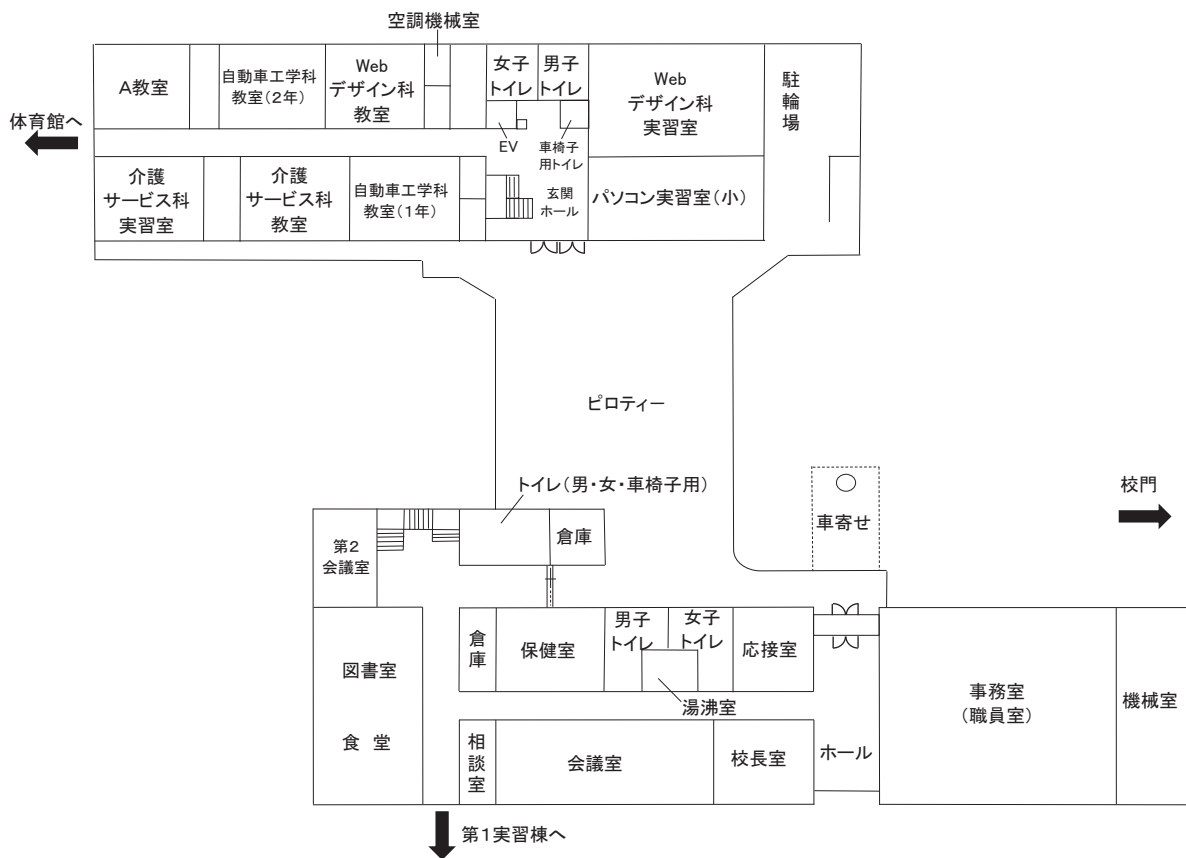 空調機械室
A教室
自動車工学科
教室(2年)
Web
デザイン科
教室
女子
トイレ
男子
トイレ
Web
デザイン科
実習室
駐輪場
体育館へ
EV
車椅子
用トイレ
介護
サービス科
実習室
介護
サービス科
教室
自動車工学科
教室(1年)
玄関
ホール
パソコン実習室(小)
ピロティー
トイレ(男・女・車椅子用)
校門
車寄せ
第2
会議室
倉庫
図書室
食 堂
倉庫
保健室
男子
トイレ
女子
トイレ
応接室
湯沸室
事務室
(職員室)
機械室
相談室
会議室
校長室
ホール
第1実習棟へ